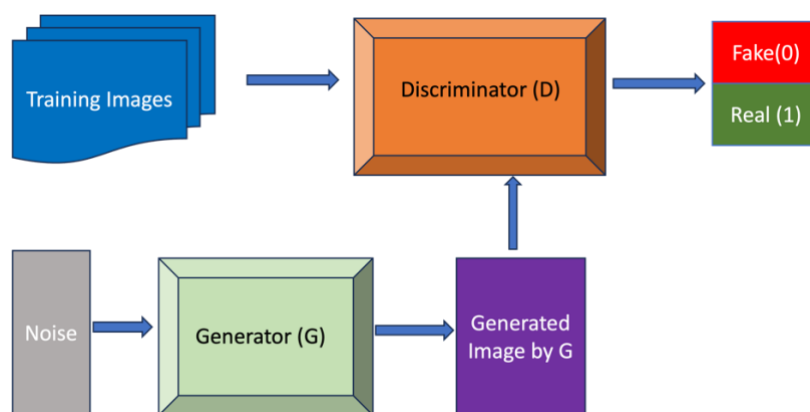 Training Images
Discriminator (D)
Fake(0)
Real (1)
Noise
Generator (G)
Generated
Image by G